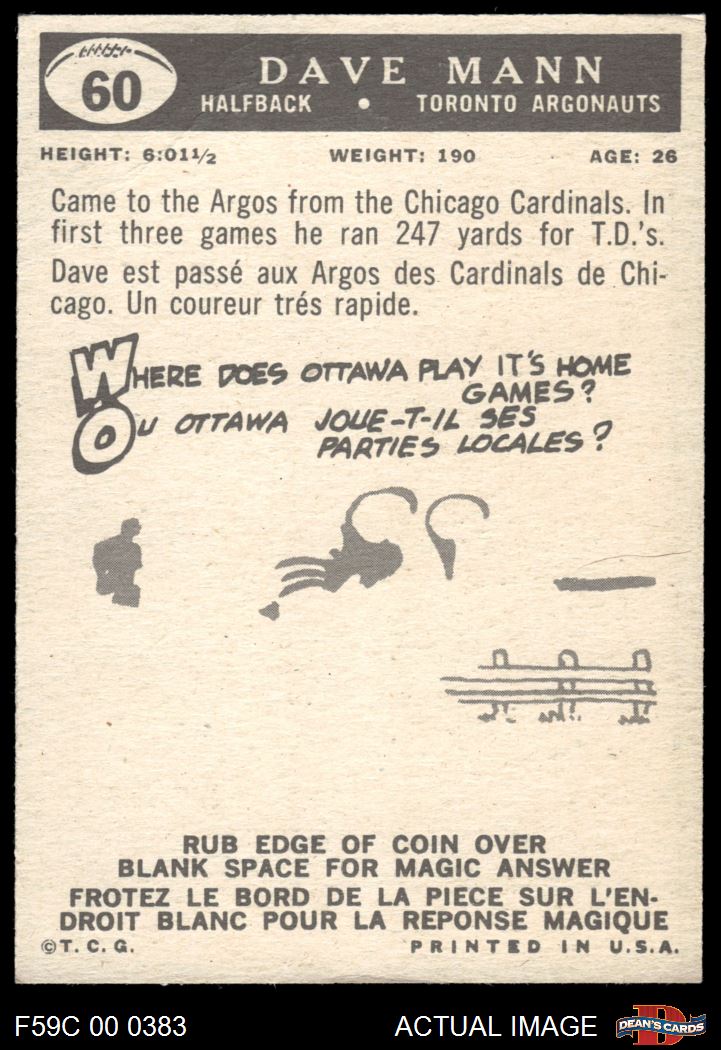 60
DAVE MANN
HALFBACK • TORONTO ARGONAUTS
HEIGHT: 6:01½ WEIGHT: 190 AGE: 26
Came to the Argos from the Chicago Cardinals. In
first three games he ran 247 yards for T.D.'s.
Dave est passé aux Argos des Cardinals de Chi-
cago. Un coureur trés rapide.
WHERE DOES OTTAWA PLAY IT'S HOME
GAMES?
OU OTTAWA JOUE-T-IL SES
PARTIES LOCALES?
RUB EDGE OF COIN OVER
BLANK SPACE FOR MAGIC ANSWER
FROTEZ LE BORD DE LA PIECE SUR L'EN-
DROIT BLANC POUR LA REPONSE MAGIQUE
©T. C. G. PRINTED IN U.S.A.
F59C 00 0383 ACTUAL IMAGE D DEAN'S CARDS